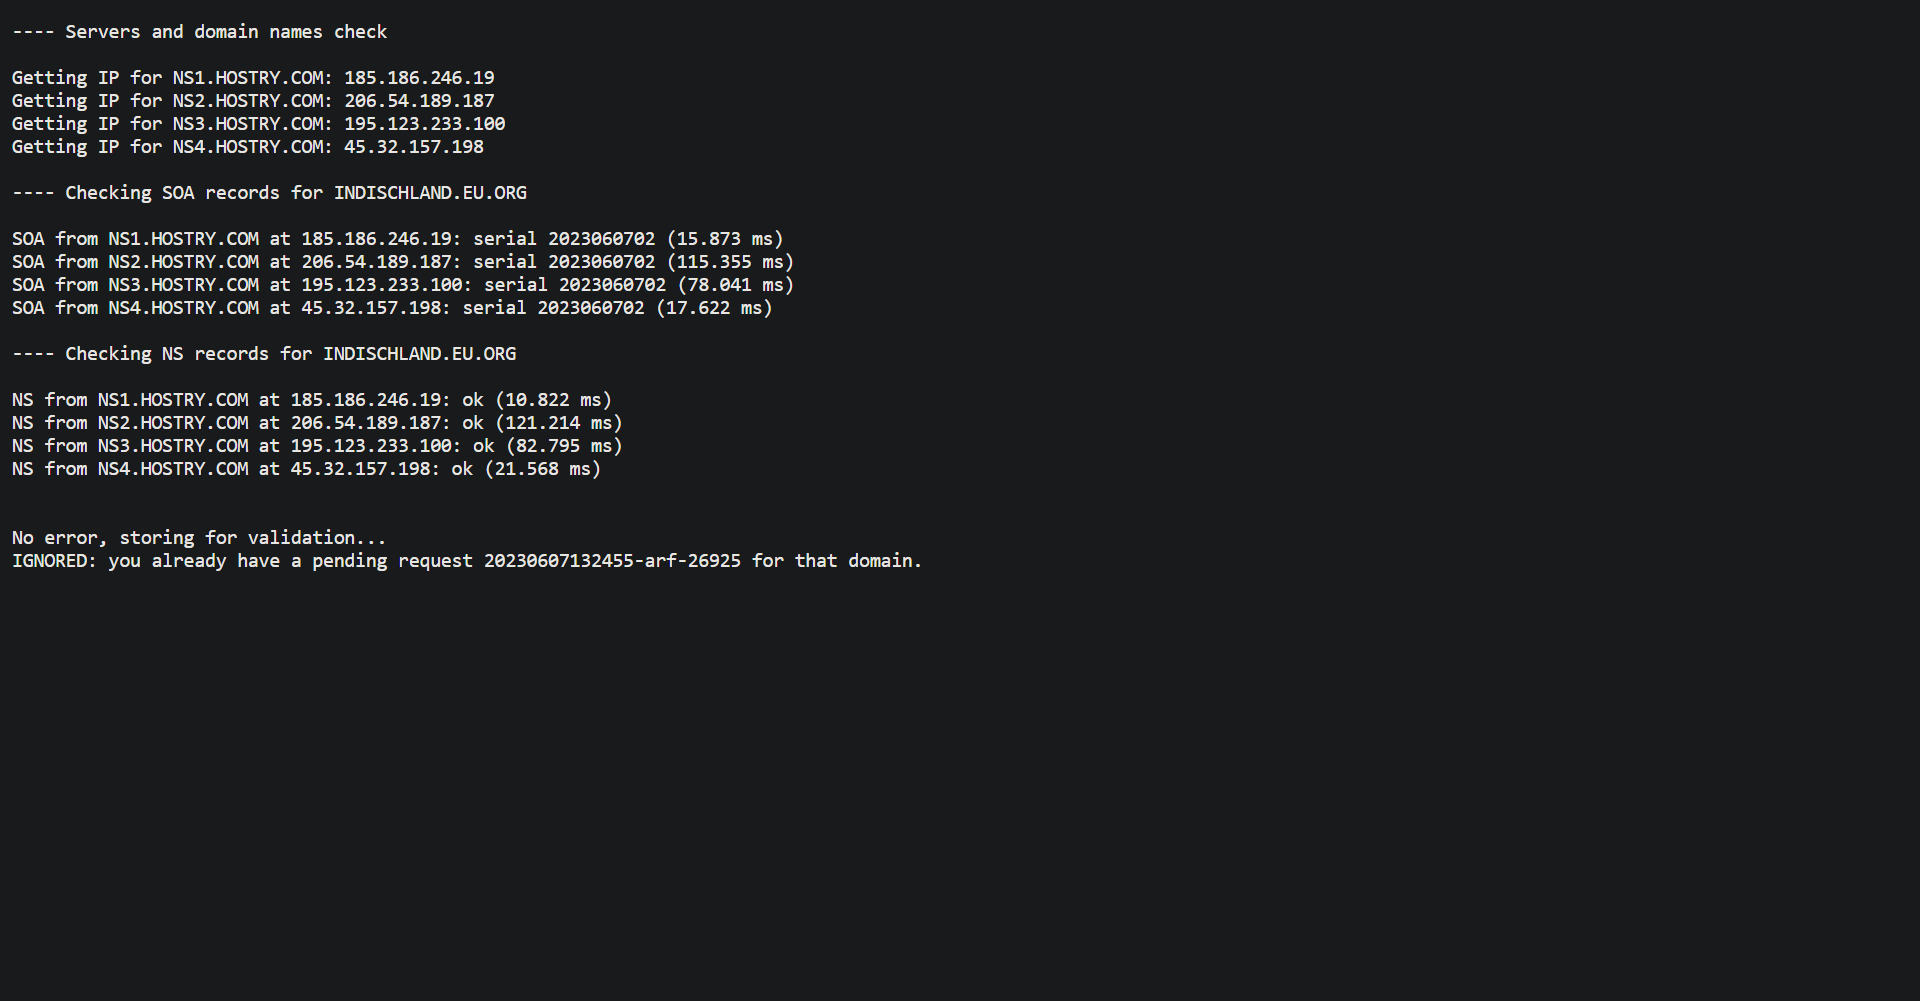 ---- Servers and domain names check
Getting IP for NS1.HOSTRY.COM: 185.186.246.19
Getting IP for NS2.HOSTRY.COM: 206.54.189.187
Getting IP for NS3.HOSTRY.COM: 195.123.233.100
Getting IP for NS4.HOSTRY.COM: 45.32.157.198
---- Checking SOA records for INDISCHLAND.EU.ORG
SOA from NS1.HOSTRY.COM at 185.186.246.19: serial 2023060702 (15.873 ms)
SOA from NS2.HOSTRY.COM at 206.54.189.187: serial 2023060702 (115.355 ms)
SOA from NS3.HOSTRY.COM at 195.123.233.100: serial 2023060702 (78.041 ms)
SOA from NS4.HOSTRY.COM at 45.32.157.198: serial 2023060702 (17.622 ms)
---- Checking NS records for INDISCHLAND.EU.ORG
NS from NS1.HOSTRY.COM at 185.186.246.19: ok (10.822 ms)
NS from NS2.HOSTRY.COM at 206.54.189.187: ok (121.214 ms)
NS from NS3.HOSTRY.COM at 195.123.233.100: ok (82.795 ms)
NS from NS4.HOSTRY.COM at 45.32.157.198: ok (21.568 ms)
No error, storing for validation...
IGNORED: you already have a pending request 20230607132455-arf-26925 for that domain.